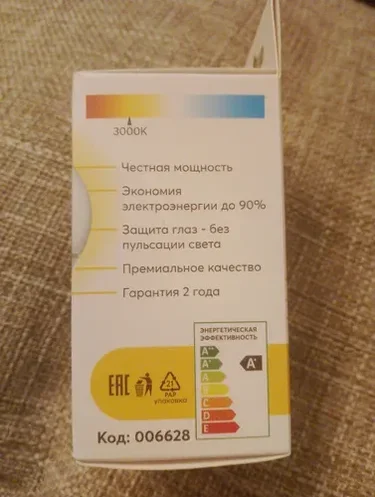 3000K
Честная мощность
Экономия
электроэнергии до 90%
Защита глаз - без
пульсации света
Премиальное качество
Гарантия 2 года
ЭНЕРГЕТИЧЕСКАЯ
ЭФФЕКТИВНОСТЬ
A++
A+
A
B
C
D
E
A+
EAC
21
PAP
упаковка
Код: 006628